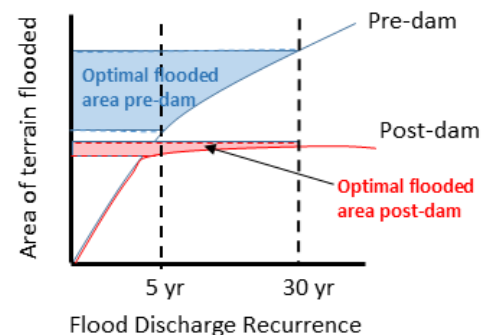 Pre-dam
Optimal flooded
area pre-dam
Post-dam
Optimal flooded
area post-dam
Area of terrain flooded
5 yr
30 yr
Flood Discharge Recurrence